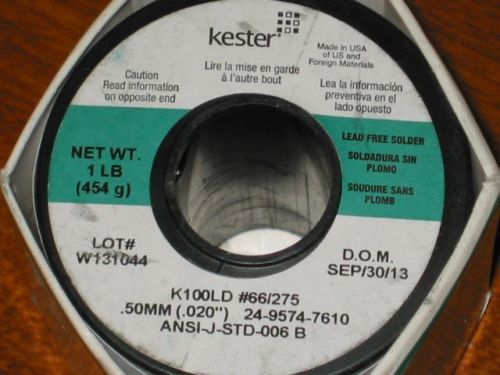 kester
Made in USA
of US and
Foreign Materials
Caution
Read information
on opposite end
Lire la mise en garde
à l'autre bout
Lea la información
preventiva en el
lado opuesto
NET WT.
1 LB
(454 g)
LEAD FREE SOLDER
SOLDADURA SIN
PLOMO
SOUDURE SANS
PLOMB
LOT#
W131044
D.O.M.
SEP/30/13
K100LD #66/275
.50MM (.020") 24-9574-7610
ANSI-J-STD-006 B